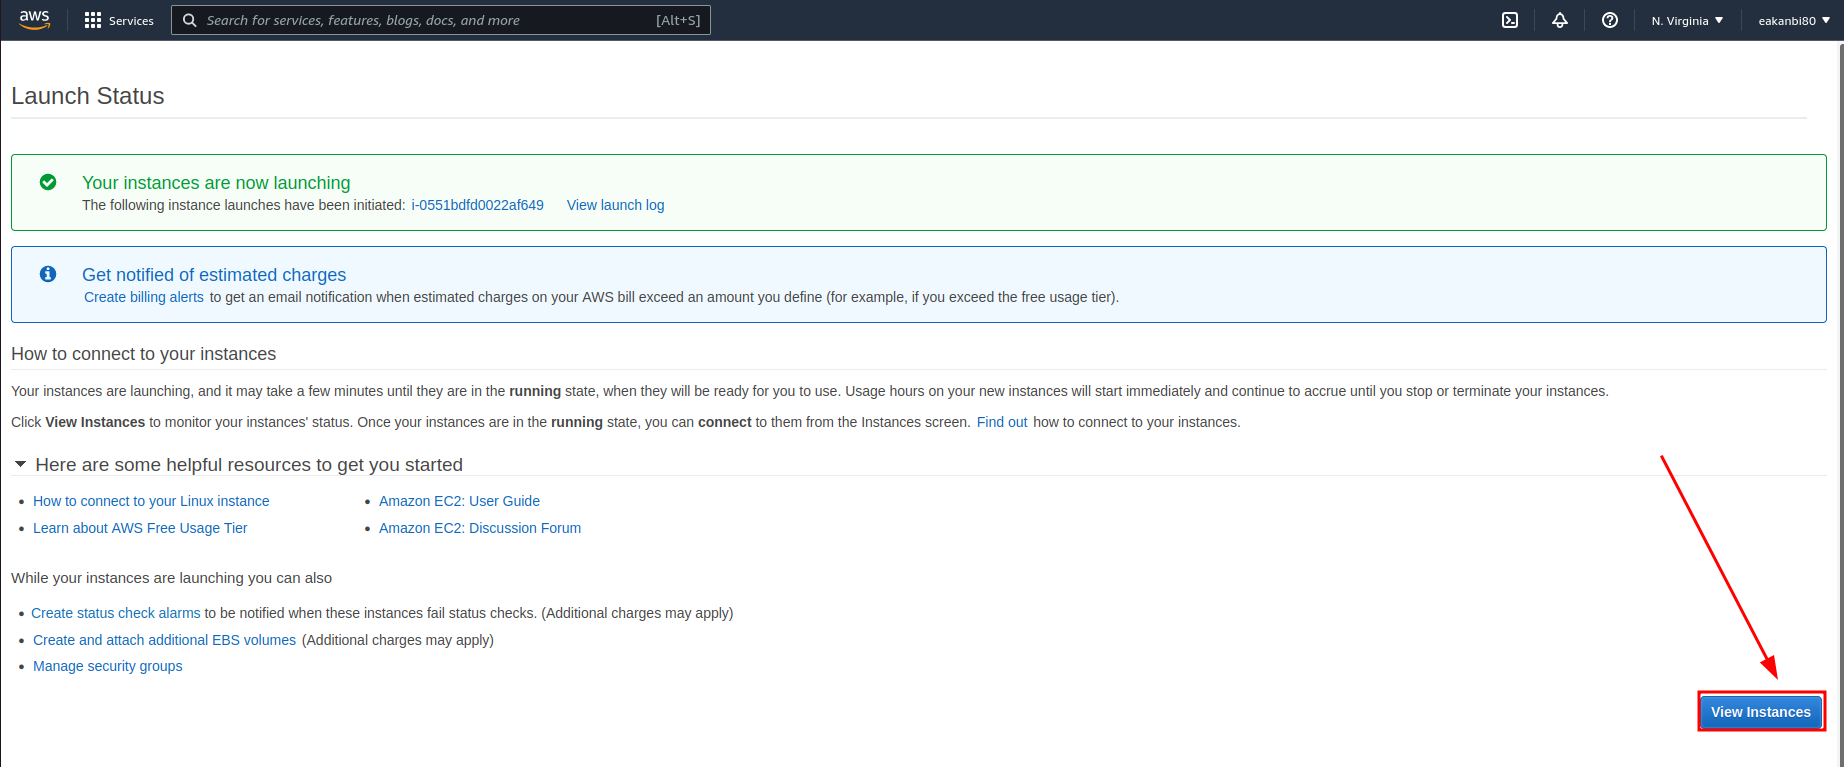 aws Services Search for services, features, blogs, docs, and more [Alt+S] N. Virginia eakanbi80
Launch Status
Your instances are now launching
The following instance launches have been initiated: i-0551bdfd0022af649 View launch log
Get notified of estimated charges
Create billing alerts to get an email notification when estimated charges on your AWS bill exceed an amount you define (for example, if you exceed the free usage tier).
How to connect to your instances
Your instances are launching, and it may take a few minutes until they are in the running state, when they will be ready for you to use. Usage hours on your new instances will start immediately and continue to accrue until you stop or terminate your instances.
Click View Instances to monitor your instances' status. Once your instances are in the running state, you can connect to them from the Instances screen. Find out how to connect to your instances.
Here are some helpful resources to get you started
• How to connect to your Linux instance • Amazon EC2: User Guide
• Learn about AWS Free Usage Tier • Amazon EC2: Discussion Forum
While your instances are launching you can also
• Create status check alarms to be notified when these instances fail status checks. (Additional charges may apply)
• Create and attach additional EBS volumes (Additional charges may apply)
• Manage security groups
View Instances